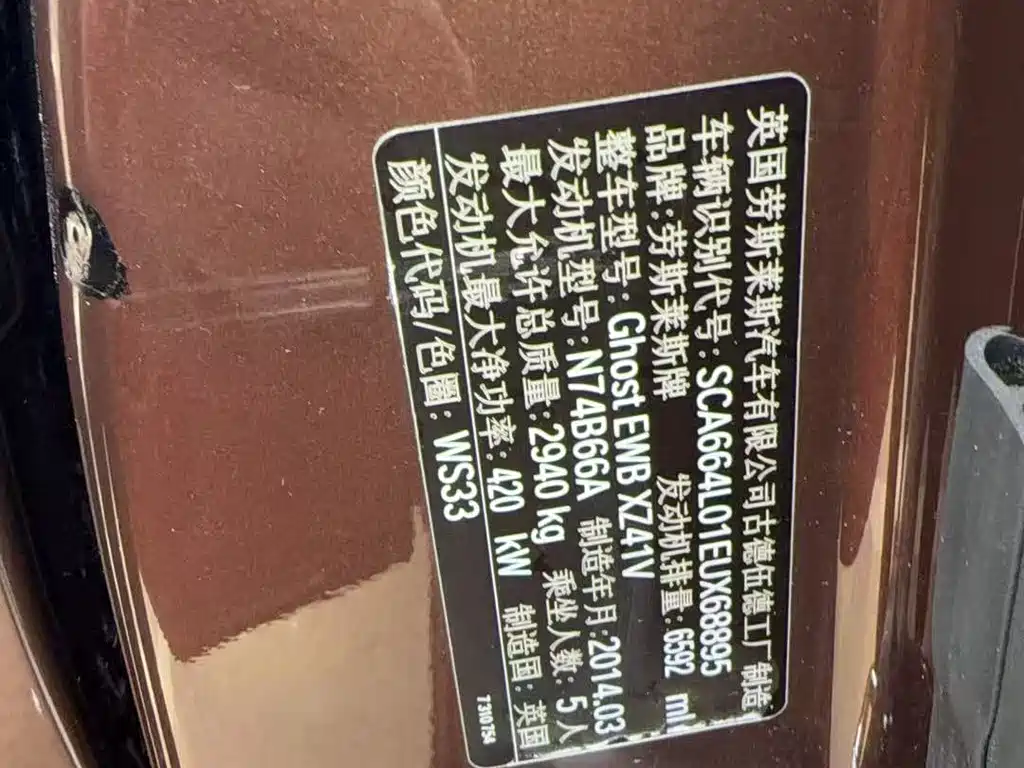 英国劳斯莱斯汽车有限公司古德伍德工厂 制造
车辆识别代号:SCA664L01EUX68895
品牌:劳斯莱斯牌 发动机排量:6592 ml
整车型号:Ghost EWB XZ41V
发动机型号:N74B66A 制造年月:2014.03
最大允许总质量:2940 kg 乘坐人数:5人
发动机最大净功率:420 kW 制造国:英国
颜色代码/色圈:WS33
7310754